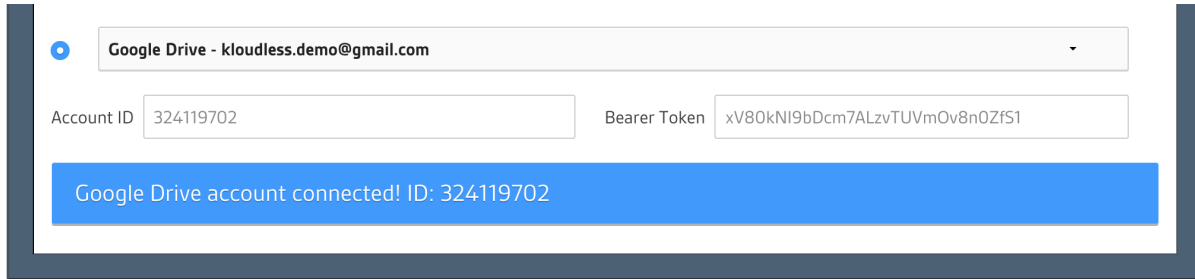 Google Drive - kloudless.demo@gmail.com
Account ID 324119702 Bearer Token xV80kNI9bDcm7ALzvTUVmOv8n0ZfS1
Google Drive account connected! ID: 324119702